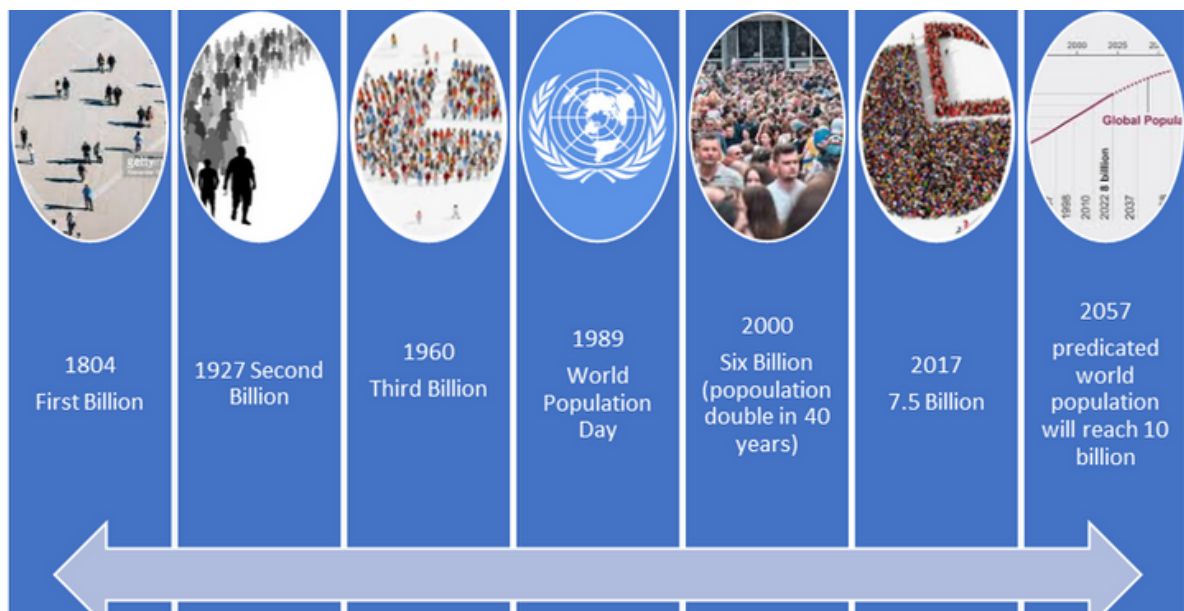 1804
First Billion
1927 Second
Billion
1960
Third Billion
1989
World
Population
Day
2000
Six Billion
(popoulation
double in 40
years)
2017
7.5 Billion
2057
predicated
world
population
will reach 10
billion
gettyimages
2000 2025
Global Popula
1998
2010
2022 8 billion
2037